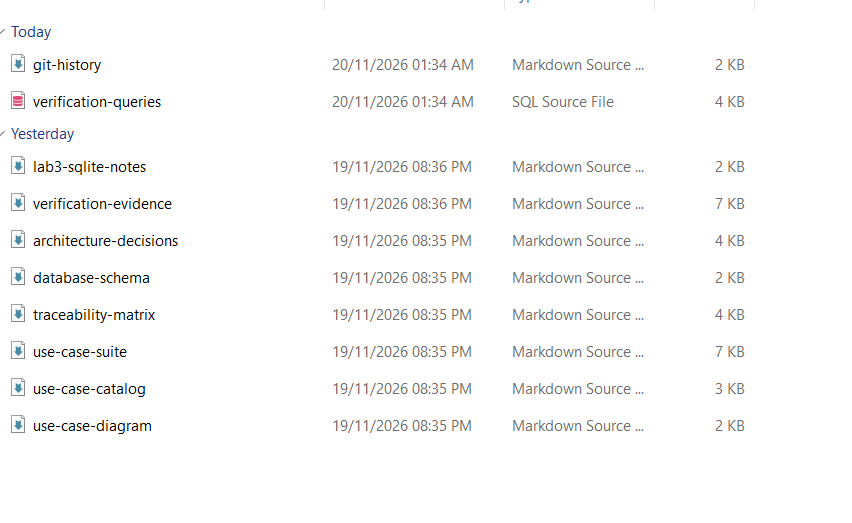 Today
git-history 20/11/2026 01:34 AM Markdown Source ... 2 KB
verification-queries 20/11/2026 01:34 AM SQL Source File 4 KB
Yesterday
lab3-sqlite-notes 19/11/2026 08:36 PM Markdown Source ... 2 KB
verification-evidence 19/11/2026 08:36 PM Markdown Source ... 7 KB
architecture-decisions 19/11/2026 08:35 PM Markdown Source ... 4 KB
database-schema 19/11/2026 08:35 PM Markdown Source ... 2 KB
traceability-matrix 19/11/2026 08:35 PM Markdown Source ... 4 KB
use-case-suite 19/11/2026 08:35 PM Markdown Source ... 7 KB
use-case-catalog 19/11/2026 08:35 PM Markdown Source ... 3 KB
use-case-diagram 19/11/2026 08:35 PM Markdown Source ... 2 KB